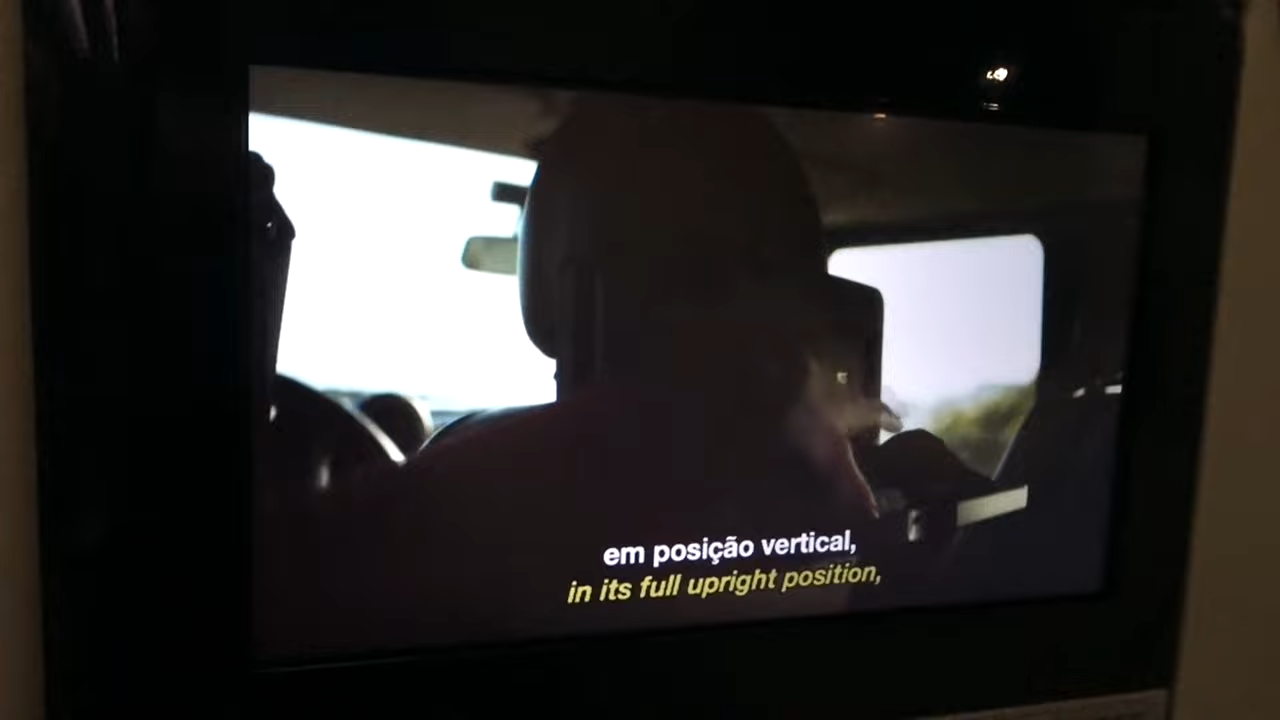 em posição vertical,
in its full upright position,